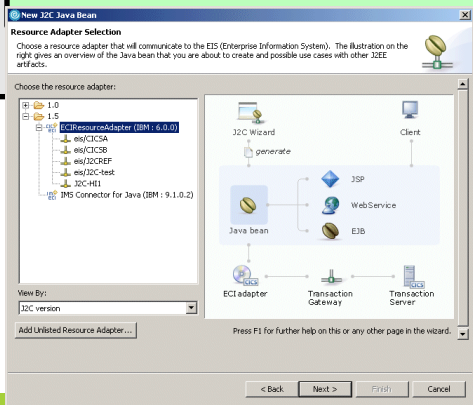 New J2C Java Bean
Resource Adapter Selection
Choose a resource adapter that will communicate to the EIS (Enterprise Information System). The illustration on the
right gives an overview of the Java bean that you are about to create and possible use cases with other J2EE
artifacts.
Choose the resource adapter:
1.0
1.5
ECIResourceAdapter (IBM : 6.0.0)
eis/CICSA
eis/CICSB
eis/J2CREF
eis/J2C-test
J2C-HI1
IMS Connector for Java (IBM : 9.1.0.2)
View By:
J2C version
Add Unlisted Resource Adapter...
J2C Wizard
Client
generate
JSP
WebService
Java bean
EJB
CICS
ECI adapter
Transaction
Gateway
CICS
Transaction
Server
Press F1 for further help on this or any other page in the wizard.
< Back
Next >
Finish
Cancel